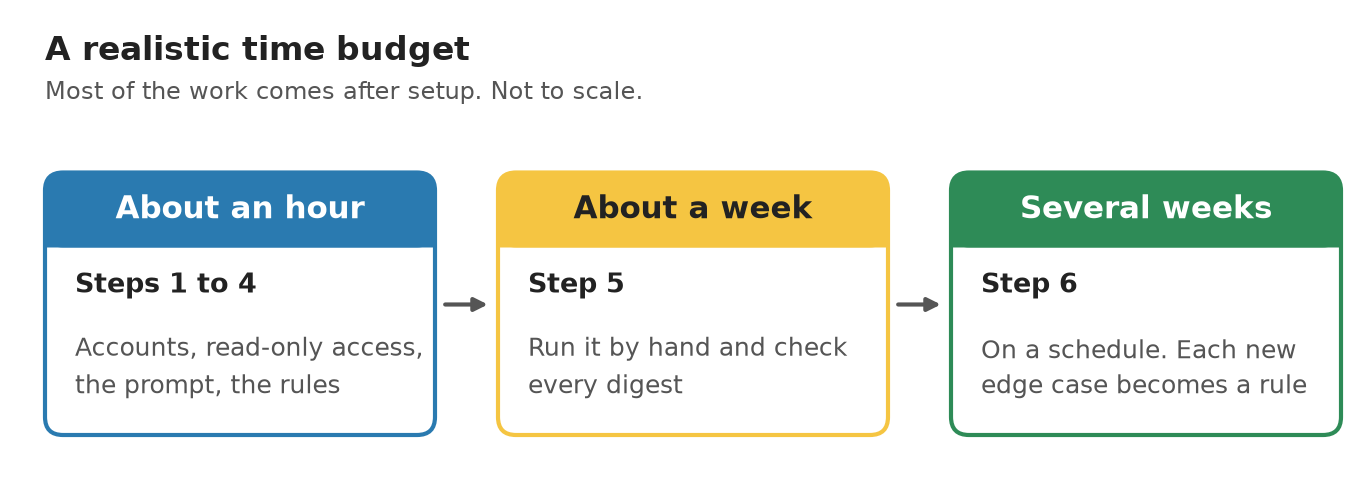 A realistic time budget
Most of the work comes after setup. Not to scale.
About an hour
Steps 1 to 4
Accounts, read-only access,
the prompt, the rules
About a week
Step 5
Run it by hand and check
every digest
Several weeks
Step 6
On a schedule. Each new
edge case becomes a rule